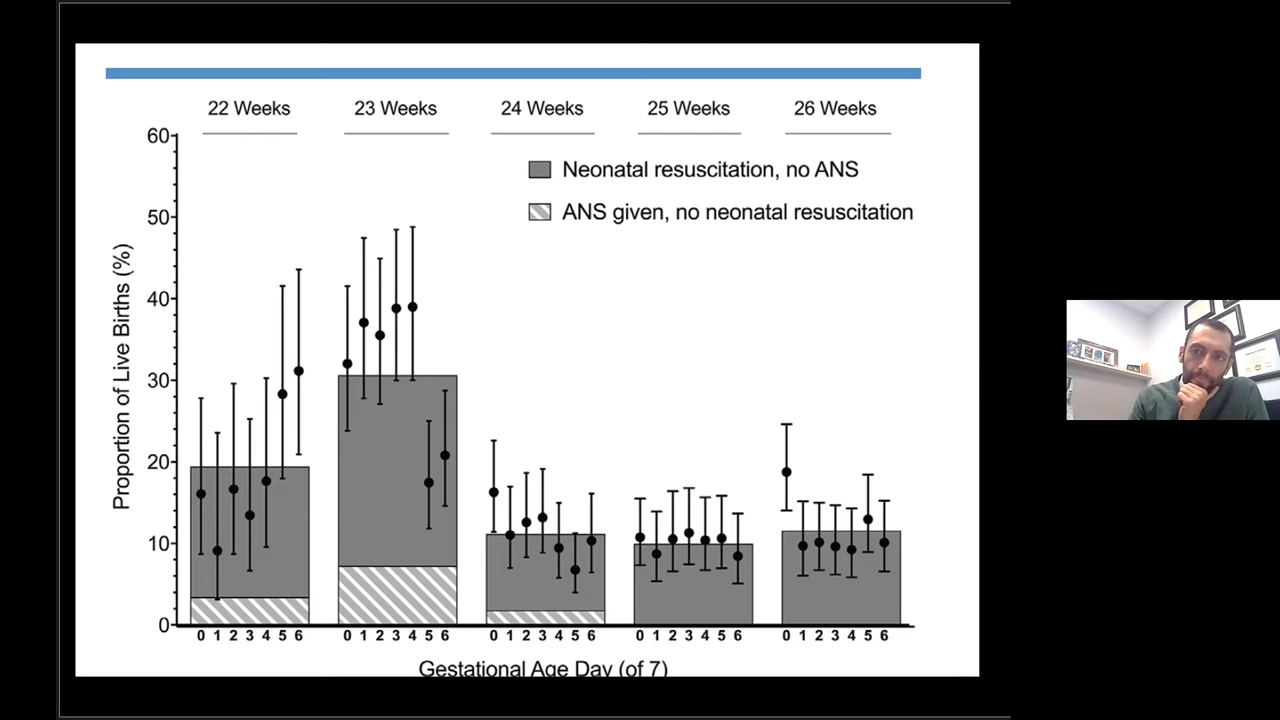 22 Weeks 23 Weeks 24 Weeks 25 Weeks 26 Weeks
Neonatal resuscitation, no ANS
ANS given, no neonatal resuscitation
Proportion of Live Births (%)
60
50
40
30
20
10
0
0 1 2 3 4 5 6 0 1 2 3 4 5 6 0 1 2 3 4 5 6 0 1 2 3 4 5 6 0 1 2 3 4 5 6
Gestational Age Day (of 7)